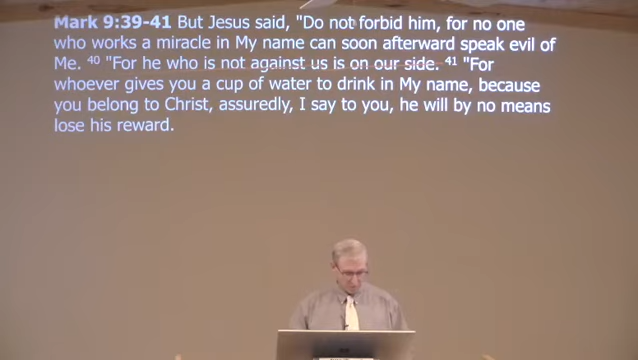 Mark 9:39-41 But Jesus said, "Do not forbid him, for no one
who works a miracle in My name can soon afterward speak evil of
Me. 40 "For he who is not against us is on our side. 41 "For
whoever gives you a cup of water to drink in My name, because
you belong to Christ, assuredly, I say to you, he will by no means
lose his reward.